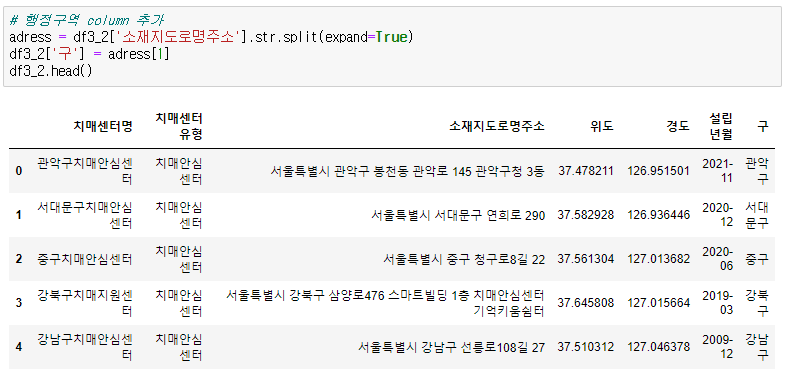 # 행정구역 column 추가
adress = df3_2['소재지도로명주소'].str.split(expand=True)
df3_2['구'] = adress[1]
df3_2.head()
치매센터명 치매센터 유형 소재지도로명주소 위도 경도 설립 년월 구
0 관악구치매안심센터 치매안심센터 서울특별시 관악구 봉천동 관악로 145 관악구청 3동 37.478211 126.951501 2021-11 관악구
1 서대문구치매안심센터 치매안심센터 서울특별시 서대문구 연희로 290 37.582928 126.936446 2020-12 서대문구
2 중구치매안심센터 치매안심센터 서울특별시 중구 청구로8길 22 37.561304 127.013682 2020-06 중구
3 강북구치매지원센터 치매안심센터 서울특별시 강북구 삼양로476 스마트빌딩 1층 치매안심센터 기억키움쉼터 37.645808 127.015664 2019-03 강북구
4 강남구치매안심센터 치매안심센터 서울특별시 강남구 선릉로108길 27 37.510312 127.046378 2009-12 강남구